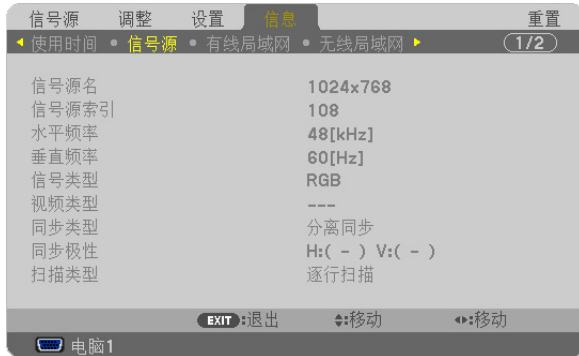 信号源 调整 设置 信息 重置
使用时间 • 信号源 • 有线局域网 • 无线局域网 1/2
信号源名 1024x768
信号源索引 108
水平频率 48[kHz]
垂直频率 60[Hz]
信号类型 RGB
视频类型 ---
同步类型 分离同步
同步极性 H:( - ) V:( - )
扫描类型 逐行扫描
EXIT:退出 :移动 :移动
电脑1